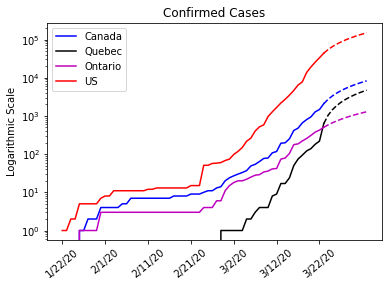 Confirmed Cases
Canada
Quebec
Ontario
US
Logarithmic Scale
10⁵
10⁴
10³
10²
10¹
10⁰
1/22/20
2/1/20
2/11/20
2/21/20
3/2/20
3/12/20
3/22/20